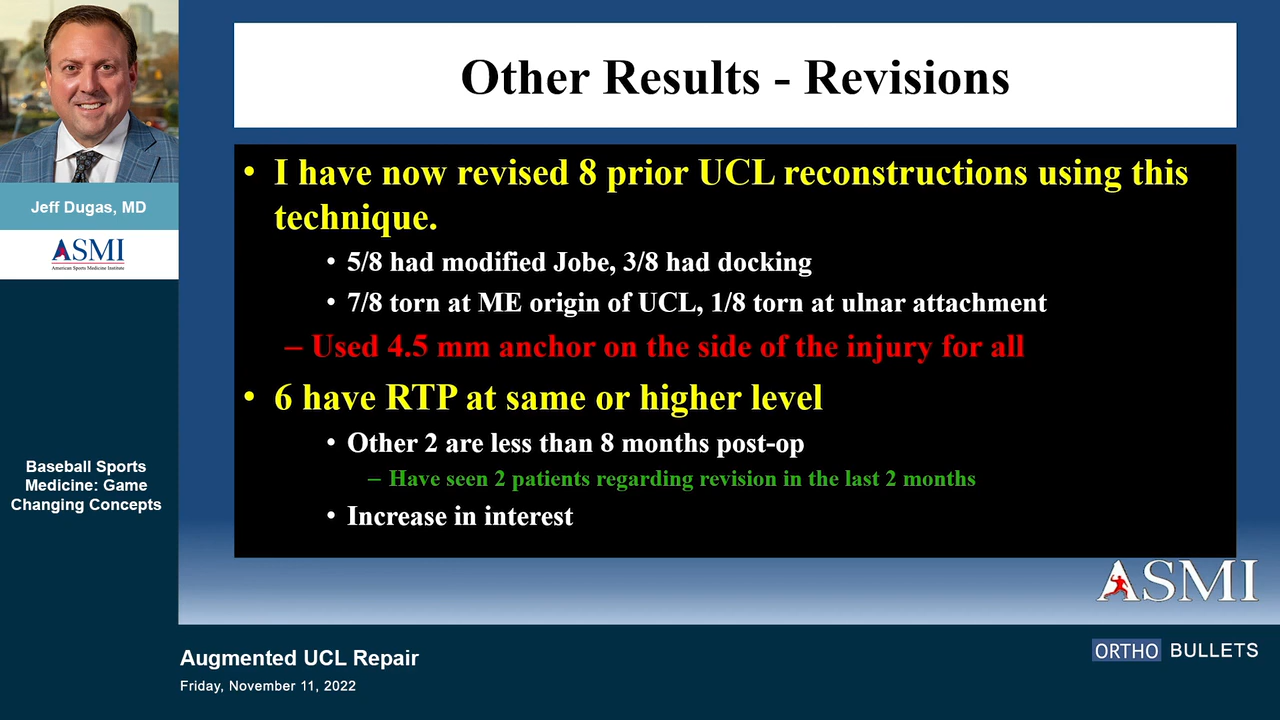 Other Results - Revisions
• I have now revised 8 prior UCL reconstructions using this
technique.
• 5/8 had modified Jobe, 3/8 had docking
• 7/8 torn at ME origin of UCL, 1/8 torn at ulnar attachment
– Used 4.5 mm anchor on the side of the injury for all
• 6 have RTP at same or higher level
• Other 2 are less than 8 months post-op
– Have seen 2 patients regarding revision in the last 2 months
• Increase in interest
ASMI
Jeff Dugas, MD
ASMI
American Sports Medicine Institute
Baseball Sports
Medicine: Game
Changing Concepts
Augmented UCL Repair
Friday, November 11, 2022
ORTHO BULLETS